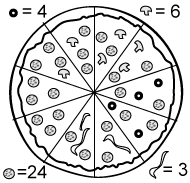 = 4
= 6
= 24
= 3